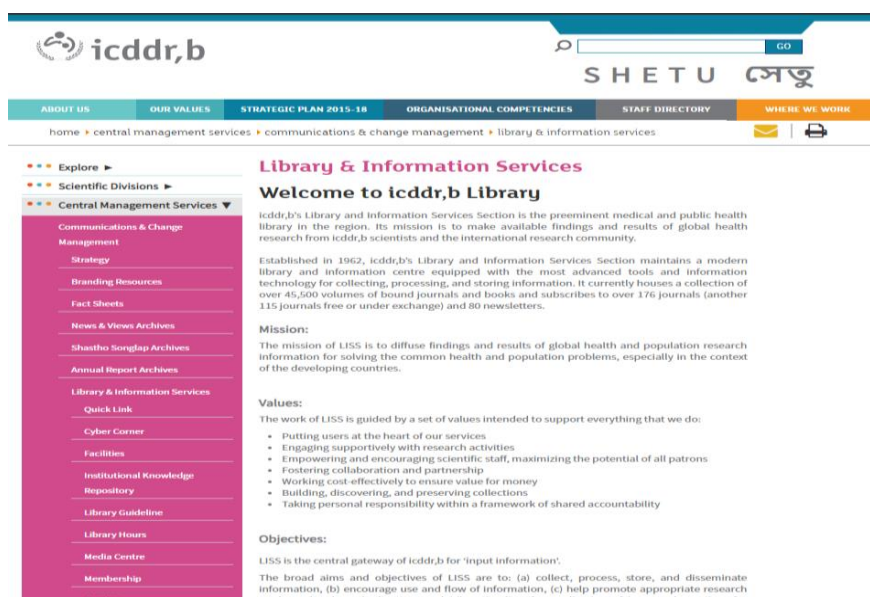 icddr,b
GO
SHETU সেতু
ABOUT US OUR VALUES STRATEGIC PLAN 2015-18 ORGANISATIONAL COMPETENCIES STAFF DIRECTORY WHERE WE WORK
home central management services communications & change management library & information services
Explore
Scientific Divisions
Central Management Services
Communications & Change
Management
Strategy
Branding Resources
Fact Sheets
News & Views Archives
Shastho Songlap Archives
Annual Report Archives
Library & Information Services
Quick Link
Cyber Corner
Facilities
Institutional Knowledge
Repository
Library Guideline
Library Hours
Media Centre
Membership
Library & Information Services
Welcome to icddr,b Library
icddr,b's Library and Information Services Section is the preeminent medical and public health
library in the region. Its mission is to make available findings and results of global health
research from icddr,b scientists and the international research community.
Established in 1962, icddr,b's Library and Information Services Section maintains a modern
library and information centre equipped with the most advanced tools and information
technology for collecting, processing, and storing information. It currently houses a collection of
over 45,500 volumes of bound journals and books and subscribes to over 176 journals (another
115 journals free or under exchange) and 80 newsletters.
Mission:
The mission of LISS is to diffuse findings and results of global health and population research
information for solving the common health and population problems, especially in the context
of the developing countries.
Values:
The work of LISS is guided by a set of values intended to support everything that we do:
• Putting users at the heart of our services
• Engaging supportively with research activities
• Empowering and encouraging scientific staff, maximizing the potential of all patrons
• Fostering collaboration and partnership
• Working cost-effectively to ensure value for money
• Building, discovering, and preserving collections
• Taking personal responsibility within a framework of shared accountability
Objectives:
LISS is the central gateway of icddr,b for 'input information'.
The broad aims and objectives of LISS are to: (a) collect, process, store, and disseminate
information, (b) encourage use and flow of information, (c) help promote appropriate research